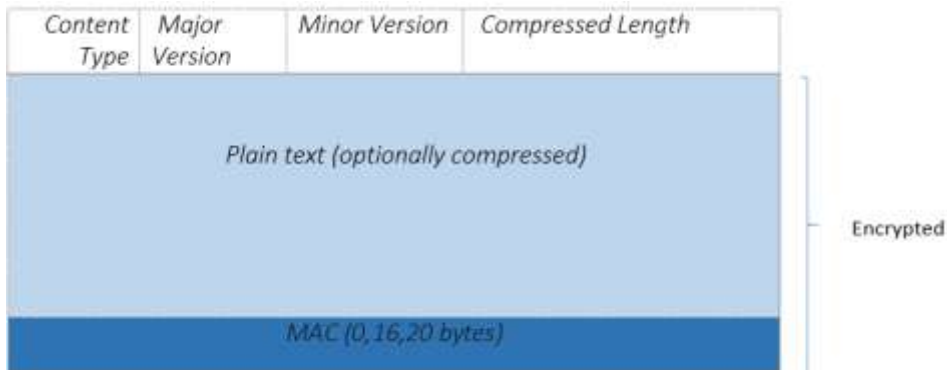 Content Major Minor Version Compressed Length
Type Version
Plain text (optionally compressed)
Encrypted
MAC (0,16,20 bytes)